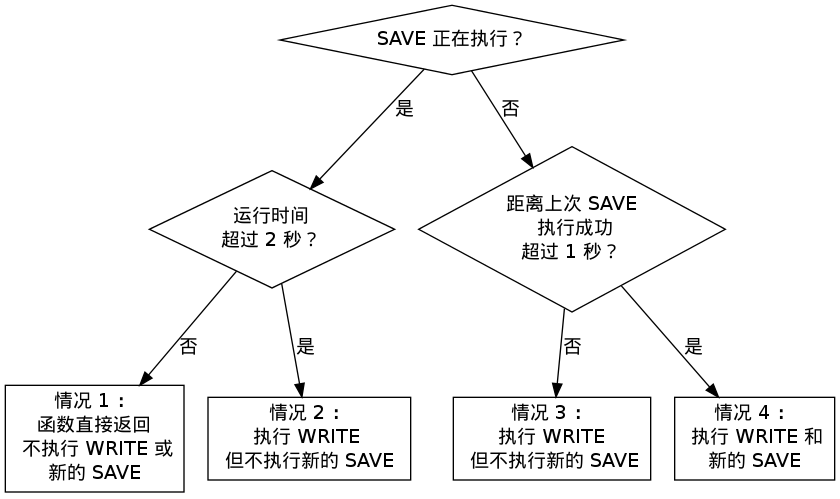 SAVE 正在执行？
是
否
运行时间
超过 2 秒？
距离上次 SAVE
执行成功
超过 1 秒？
否
是
否
是
情况 1 :
函数直接返回
不执行 WRITE 或
新的 SAVE
情况 2 :
执行 WRITE
但不执行新的 SAVE
情况 3 :
执行 WRITE
但不执行新的 SAVE
情况 4 :
执行 WRITE 和
新的 SAVE